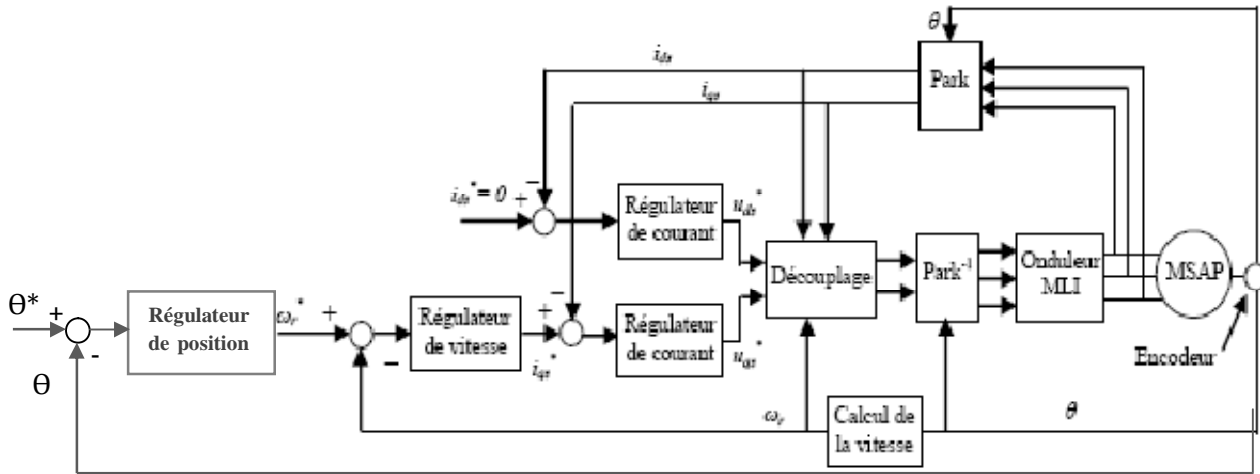 θ
Park
i_ds
i_qs
i_ds* = 0
+
−
Régulateur
de courant
u_ds*
Découplage
Park⁻¹
Onduleur
MLI
MSAP
Encodeur
θ*
+
-
θ
Régulateur
de position
ω_r*
+
−
Régulateur
de vitesse
i_qs*
+
−
Régulateur
de courant
u_qs*
ω_r
Calcul de
la vitesse
θ